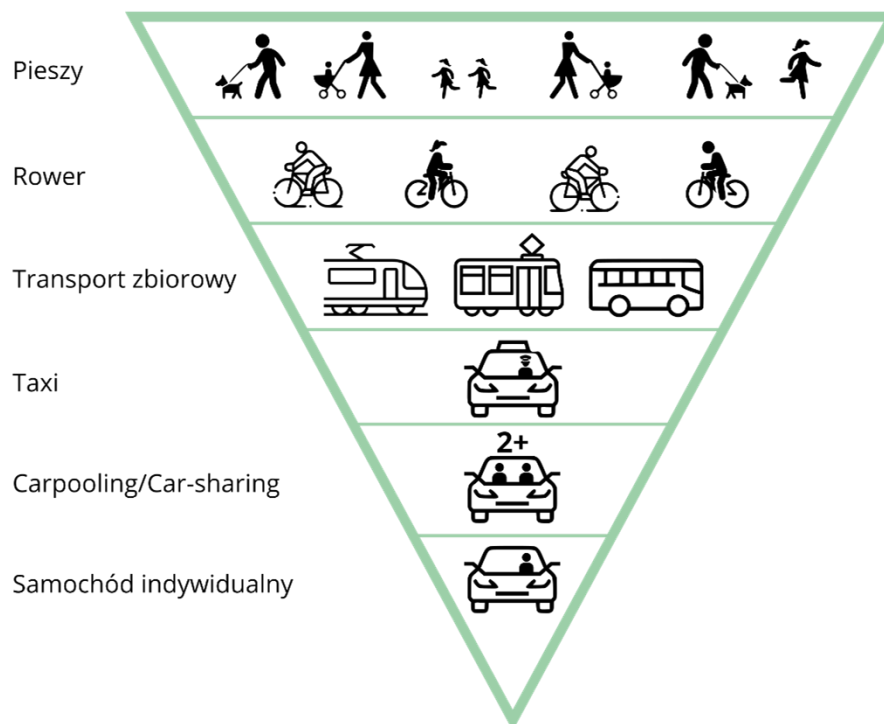 Pieszy
Rower
Transport zbiorowy
Taxi
2+
Carpooling/Car-sharing
Samochód indywidualny